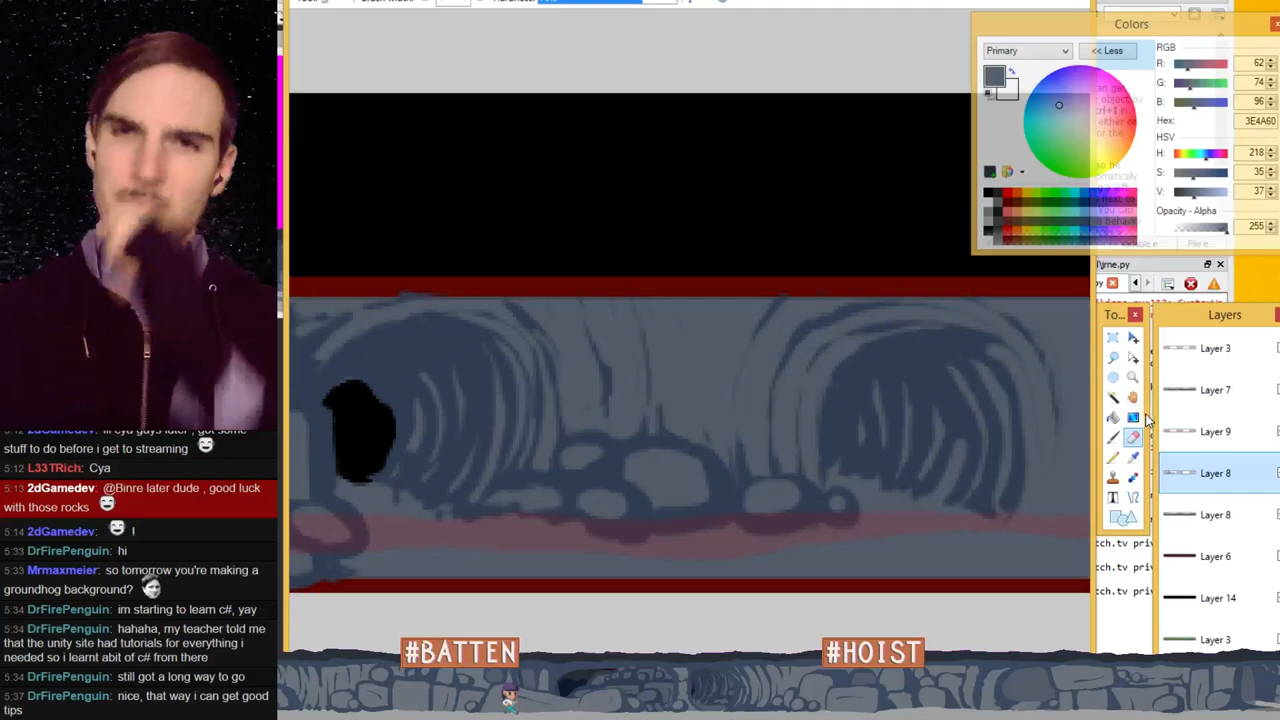 Colors
Primary
<< Less
RGB
R: 62
G: 74
B: 96
Hex: 3E4A60
HSV
H: 218
S: 35
V: 37
Opacity - Alpha
255
To...
Layers
Layer 3
Layer 7
Layer 9
Layer 8
Layer 8
Layer 6
Layer 14
Layer 3
stuff to do before i get to streaming
L33TRich: Cya
5:13 2dGamedev: @Binre later dude , good luck
with those rocks
5:14 2dGamedev: !
5:33 DrFirePenguin: hi
5:33 Mrmaxmeier: so tomorrow you're making a
groundhog background?
5:34 DrFirePenguin: im starting to learn c#, yay
5:34 DrFirePenguin: hahaha, my teacher told me
that the unity site had tutorials for everything i
needed so i learnt abit of c# from there
5:34 DrFirePenguin: still got a long way to go
5:37 DrFirePenguin: nice, that way i can get good
tips
#BATTEN
#HOIST